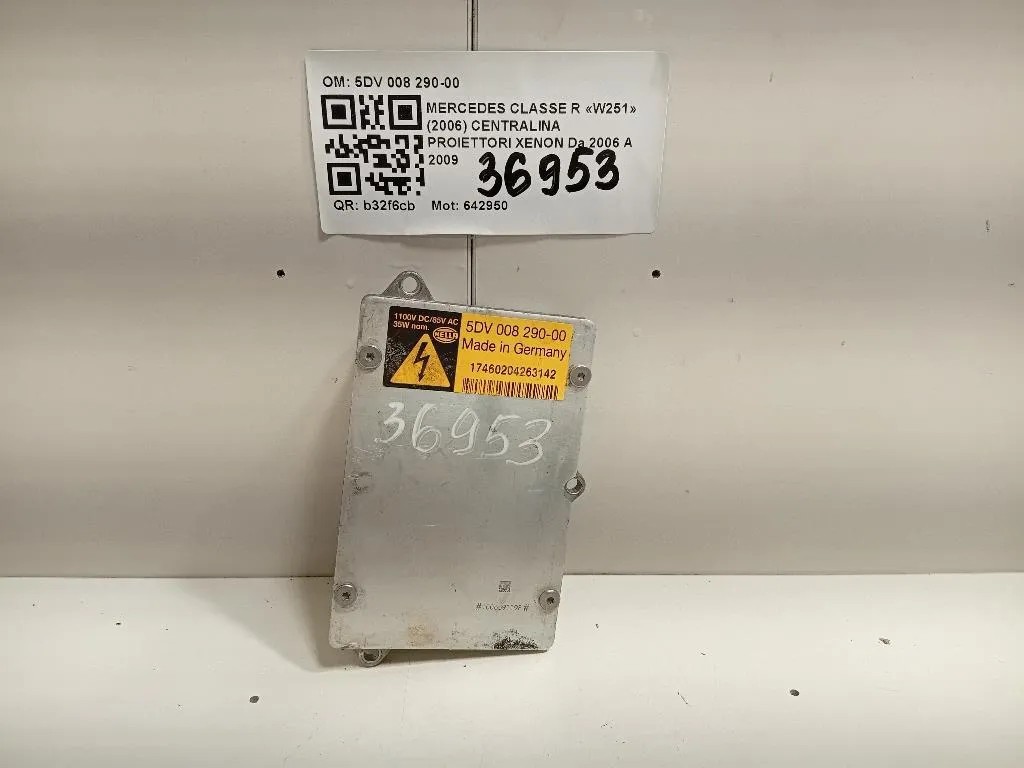 OM: 5DV 008 290-00
MERCEDES CLASSE R «W251»
(2006) CENTRALINA
PROIETTORI XENON Da 2006 A
2009
36953
QR: b32f6cb Mot: 642950
1100V DC/85V AC
35W nom.
HELLA
5DV 008 290-00
Made in Germany
17460204263142
36953